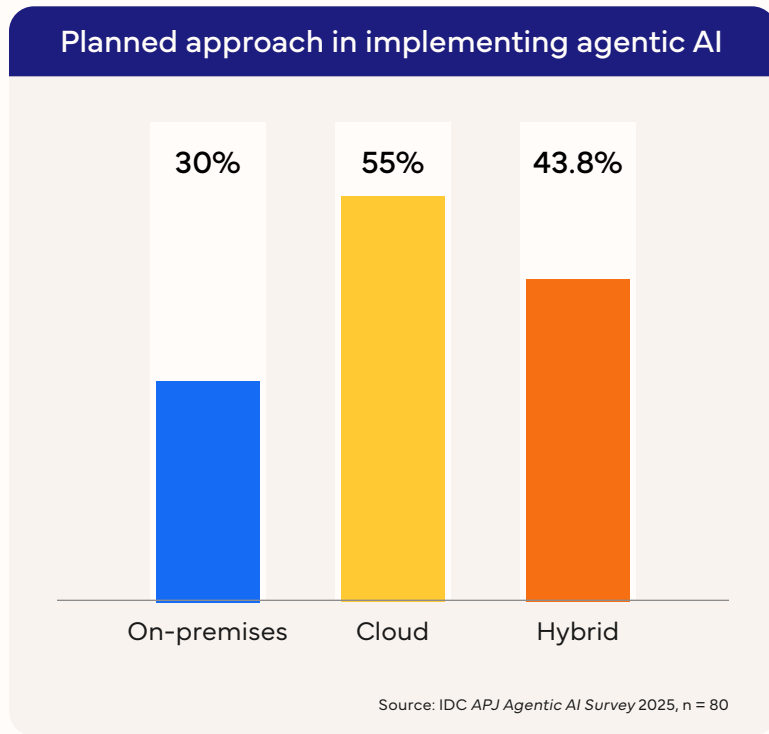 Planned approach in implementing agentic AI
30% 55% 43.8%
On-premises Cloud Hybrid
Source: IDC APJ Agentic AI Survey 2025, n = 80